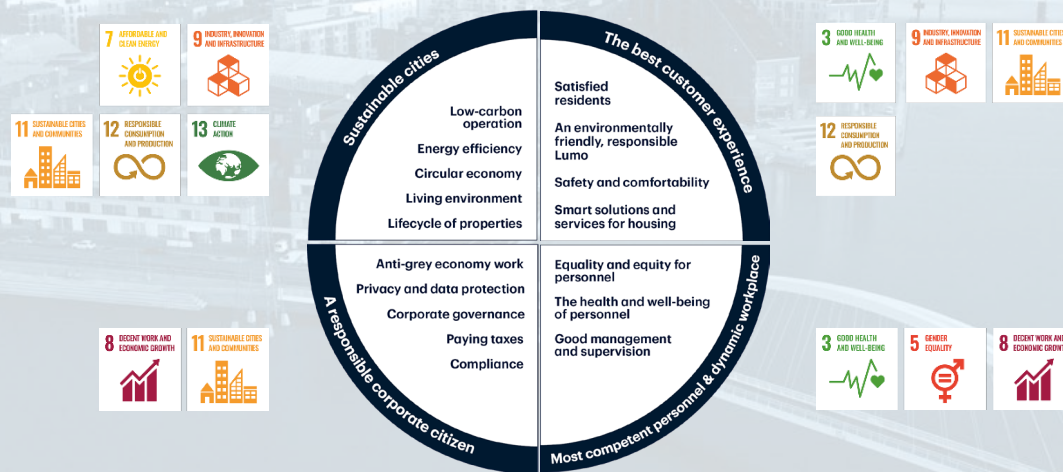 7 AFFORDABLE AND
CLEAN ENERGY
9 INDUSTRY, INNOVATION
AND INFRASTRUCTURE
11 SUSTAINABLE CITIES
AND COMMUNITIES
12 RESPONSIBLE
CONSUMPTION
AND PRODUCTION
13 CLIMATE
ACTION
Sustainable cities
Low-carbon
operation
Energy efficiency
Circular economy
Living environment
Lifecycle of properties
The best customer experience
Satisfied
residents
An environmentally
friendly, responsible
Lumo
Safety and comfortability
Smart solutions and
services for housing
3 GOOD HEALTH
AND WELL-BEING
9 INDUSTRY, INNOVATION
AND INFRASTRUCTURE
11 SUSTAINABLE CITIES
AND COMMUNITIES
12 RESPONSIBLE
CONSUMPTION
AND PRODUCTION
8 DECENT WORK AND
ECONOMIC GROWTH
11 SUSTAINABLE CITIES
AND COMMUNITIES
A responsible corporate citizen
Anti-grey economy work
Privacy and data protection
Corporate governance
Paying taxes
Compliance
Equality and equity for
personnel
The health and well-being
of personnel
Good management
and supervision
Most competent personnel & dynamic workplace
3 GOOD HEALTH
AND WELL-BEING
5 GENDER
EQUALITY
8 DECENT WORK AND
ECONOMIC GROWT